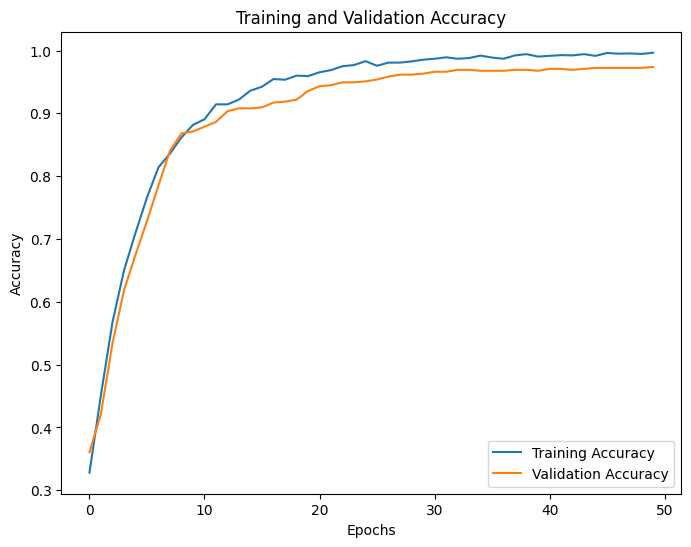 Training and Validation Accuracy
1.0
0.9
0.8
0.7
0.6
0.5
0.4
0.3
Accuracy
0
10
20
30
40
50
Epochs
Training Accuracy
Validation Accuracy